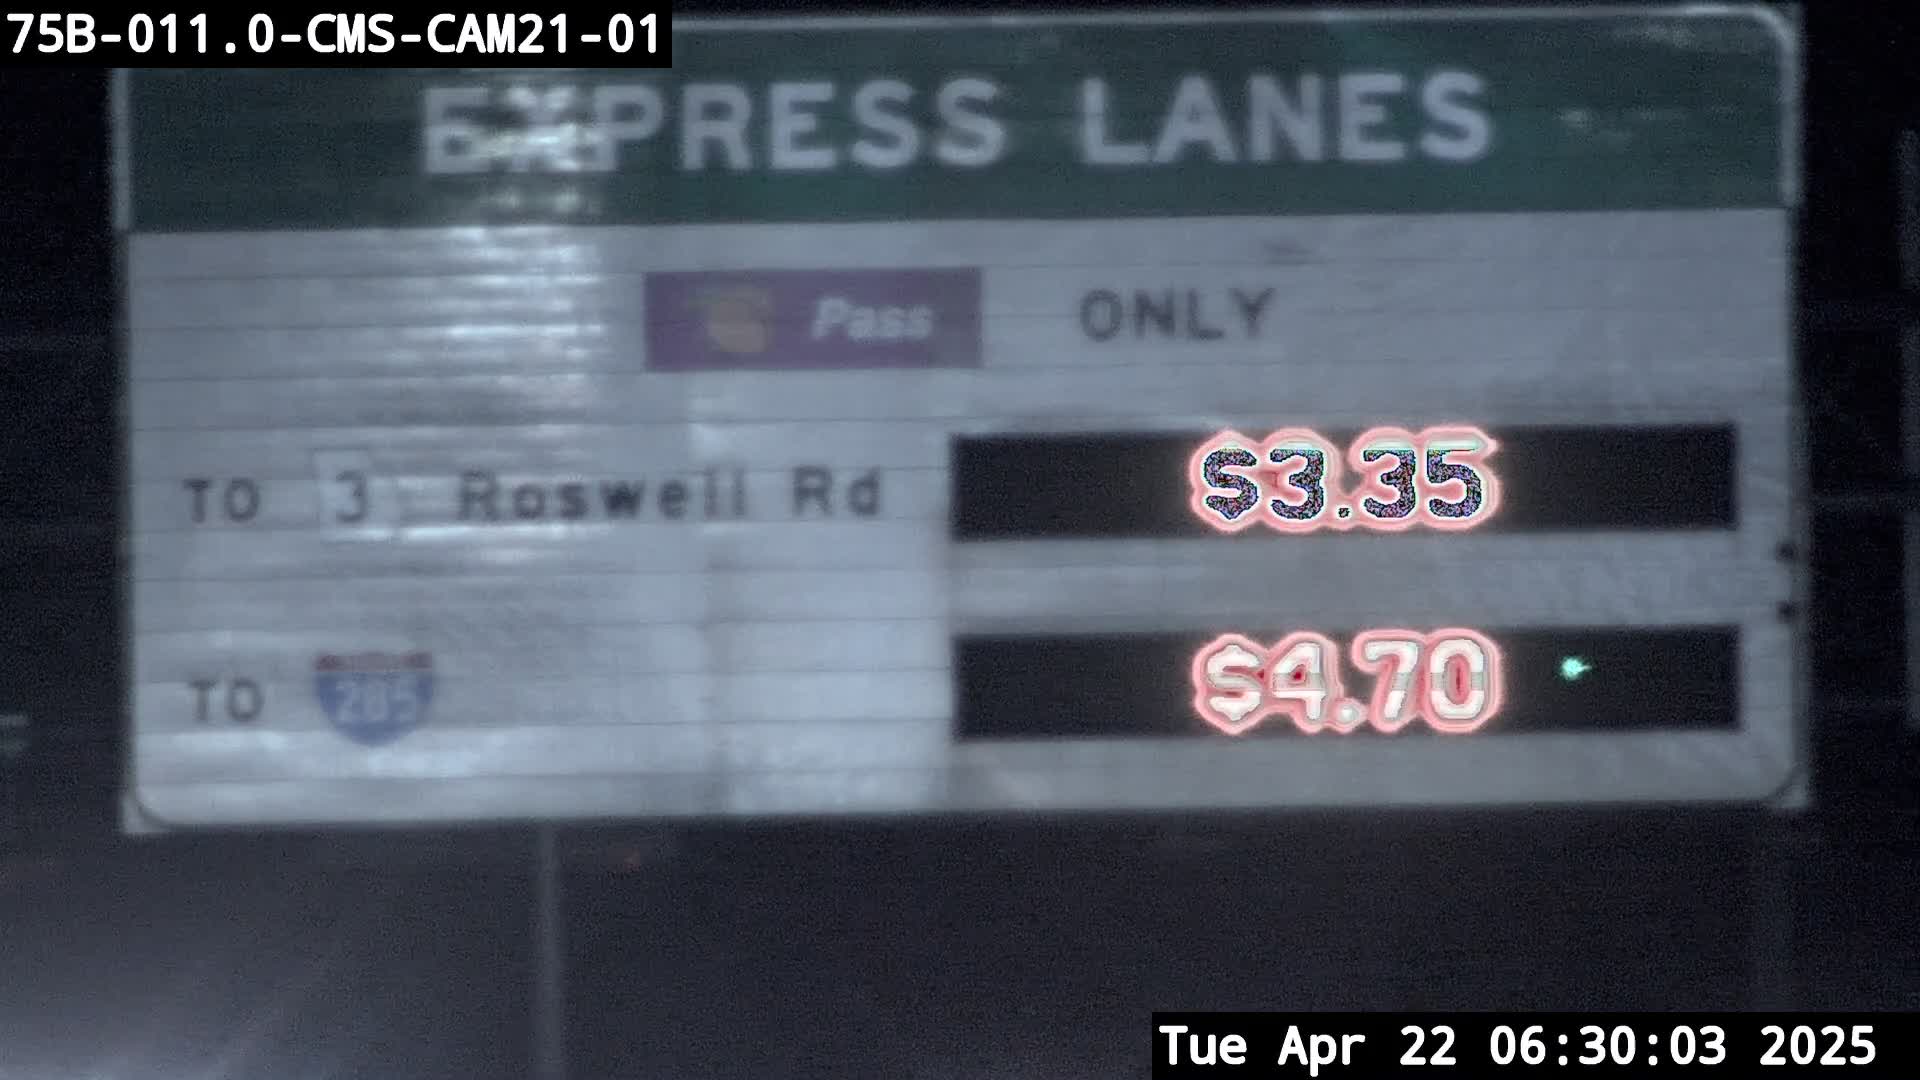 75B-011.0-CMS-CAM21-01
EXPRESS LANES
Pass ONLY
TO 3 Roswell Rd $3.35
TO 285 $4.70
Tue Apr 22 06:30:03 2025